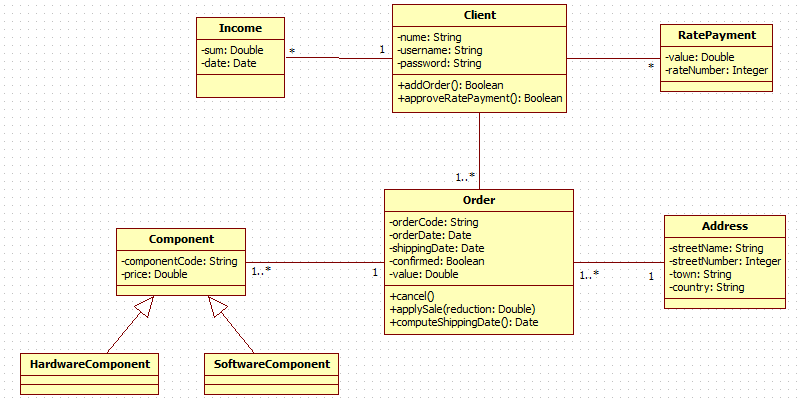 Client
-nume: String
-username: String
-password: String
+addOrder(): Boolean
+approveRatePayment(): Boolean
Income
-sum: Double
-date: Date
*
1
RatePayment
-value: Double
-rateNumber: Integer
*
1..*
Order
-orderCode: String
-orderDate: Date
-shippingDate: Date
-confirmed: Boolean
-value: Double
+cancel()
+applySale(reduction: Double)
+computeShippingDate(): Date
Component
-componentCode: String
-price: Double
1..*
1
Address
-streetName: String
-streetNumber: Integer
-town: String
-country: String
1..*
1
HardwareComponent
SoftwareComponent